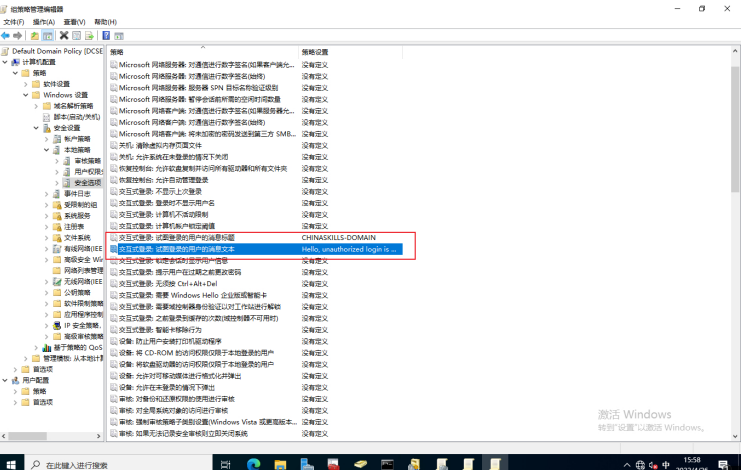 组策略管理编辑器
文件(F) 操作(A) 查看(V) 帮助(H)
Default Domain Policy [DCSE
计算机配置
策略
软件设置
Windows 设置
域名解析策略
脚本(启动/关机)
安全设置
帐户策略
本地策略
审核策略
用户权限
安全选项
事件日志
受限制的组
系统服务
注册表
文件系统
有线网络(IEE
高级安全 Wir
网络列表管理
无线网络(IEE
公钥策略
软件限制策略
应用程序控制
IP 安全策略,
高级审核策略
基于策略的 QoS
管理模板: 从本地计
首选项
用户配置
策略
首选项
策略 策略设置
Microsoft 网络服务器: 对通信进行数字签名(如果客户端允... 没有定义
Microsoft 网络服务器: 对通信进行数字签名(始终) 没有定义
Microsoft 网络服务器: 服务器 SPN 目标名称验证级别 没有定义
Microsoft 网络服务器: 暂停会话前所需的空闲时间数量 没有定义
Microsoft 网络客户端: 对通信进行数字签名(如果服务器允... 没有定义
Microsoft 网络客户端: 对通信进行数字签名(始终) 没有定义
Microsoft 网络客户端: 将未加密的密码发送到第三方 SMB... 没有定义
关机: 清除虚拟内存页面文件 没有定义
关机: 允许系统在未登录的情况下关闭 没有定义
恢复控制台: 允许软盘复制并访问所有驱动器和所有文件夹 没有定义
恢复控制台: 允许自动管理登录 没有定义
交互式登录: 不显示上次登录 没有定义
交互式登录: 登录时不显示用户名 没有定义
交互式登录: 计算机不活动限制 没有定义
交互式登录: 计算机帐户锁定阈值 没有定义
交互式登录: 试图登录的用户的消息标题 CHINASKILLS-DOMAIN
交互式登录: 试图登录的用户的消息文本 Hello, unauthorized login is ...
交互式登录: 锁定会话时显示用户信息 没有定义
交互式登录: 提示用户在过期之前更改密码 没有定义
交互式登录: 无须按 Ctrl+Alt+Del 没有定义
交互式登录: 需要 Windows Hello 企业版或智能卡 没有定义
交互式登录: 需要域控制器身份验证以对工作站进行解锁 没有定义
交互式登录: 之前登录到缓存的次数(域控制器不可用时) 没有定义
交互式登录: 智能卡移除行为 没有定义
设备: 防止用户安装打印机驱动程序 没有定义
设备: 将 CD-ROM 的访问权限仅限于本地登录的用户 没有定义
设备: 将软盘驱动器的访问权限仅限于本地登录的用户 没有定义
设备: 允许对可移动媒体进行格式化并弹出 没有定义
设备: 允许在未登录的情况下弹出 没有定义
审核: 对备份和还原权限的使用进行审核 没有定义
审核: 对全局系统对象的访问进行审核 没有定义
审核: 强制审核策略子类别设置(Windows Vista 或更高版本... 没有定义
审核: 如果无法记录安全审核则立即关闭系统 没有定义
激活 Windows
转到"设置"以激活 Windows。
在此键入进行搜索
中
15:58
2022/4/26